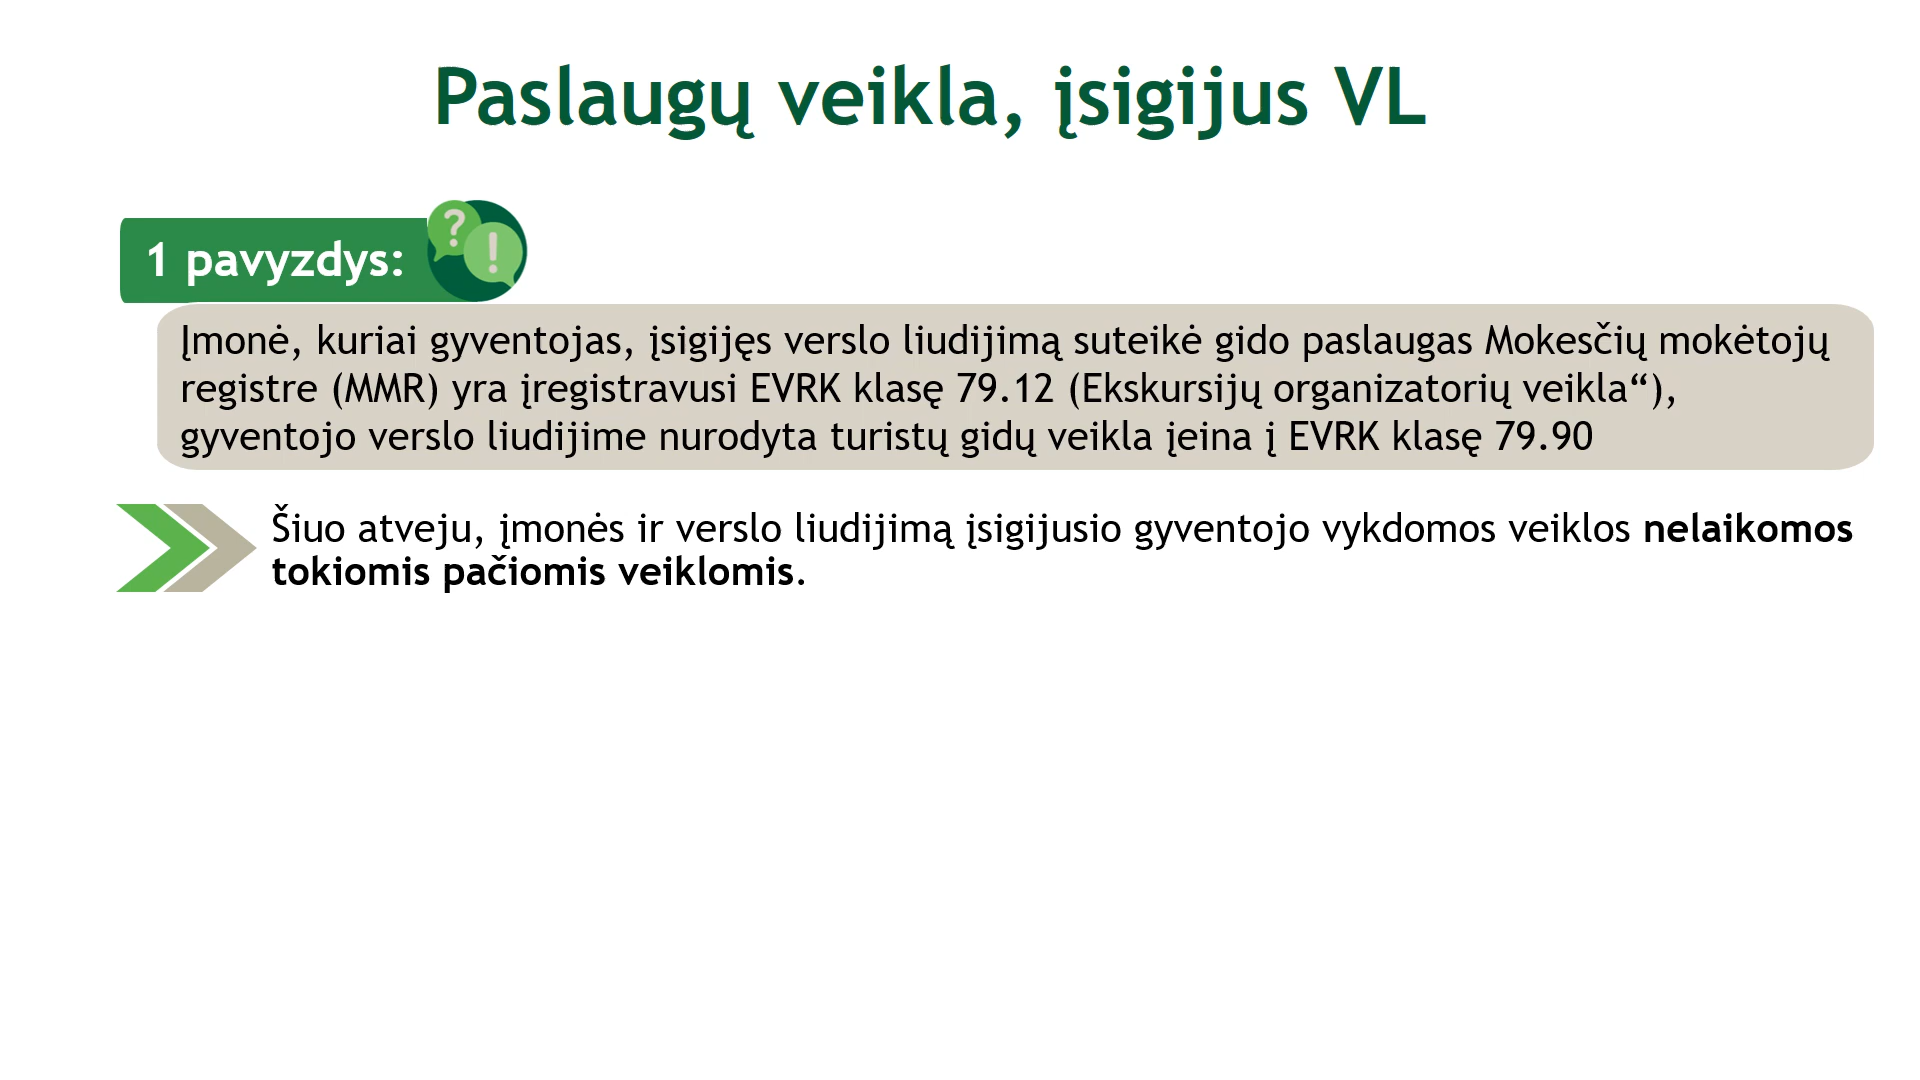 Paslaugų veikla, įsigijus VL
1 pavyzdys:
? !
Įmonė, kuriai gyventojas, įsigijęs verslo liudijimą suteikė gido paslaugas Mokesčių mokėtojų
registre (MMR) yra įregistravusi EVRK klasę 79.12 (Ekskursijų organizatorių veikla“),
gyventojo verslo liudijime nurodyta turistų gidų veikla įeina į EVRK klasę 79.90
Šiuo atveju, įmonės ir verslo liudijimą įsigijusio gyventojo vykdomos veiklos nelaikomos
tokiomis pačiomis veiklomis.